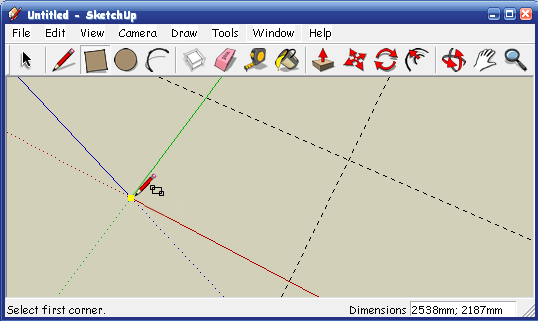 Untitled - SketchUp
File Edit View Camera Draw Tools Window Help
Select first corner. Dimensions 2538mm; 2187mm